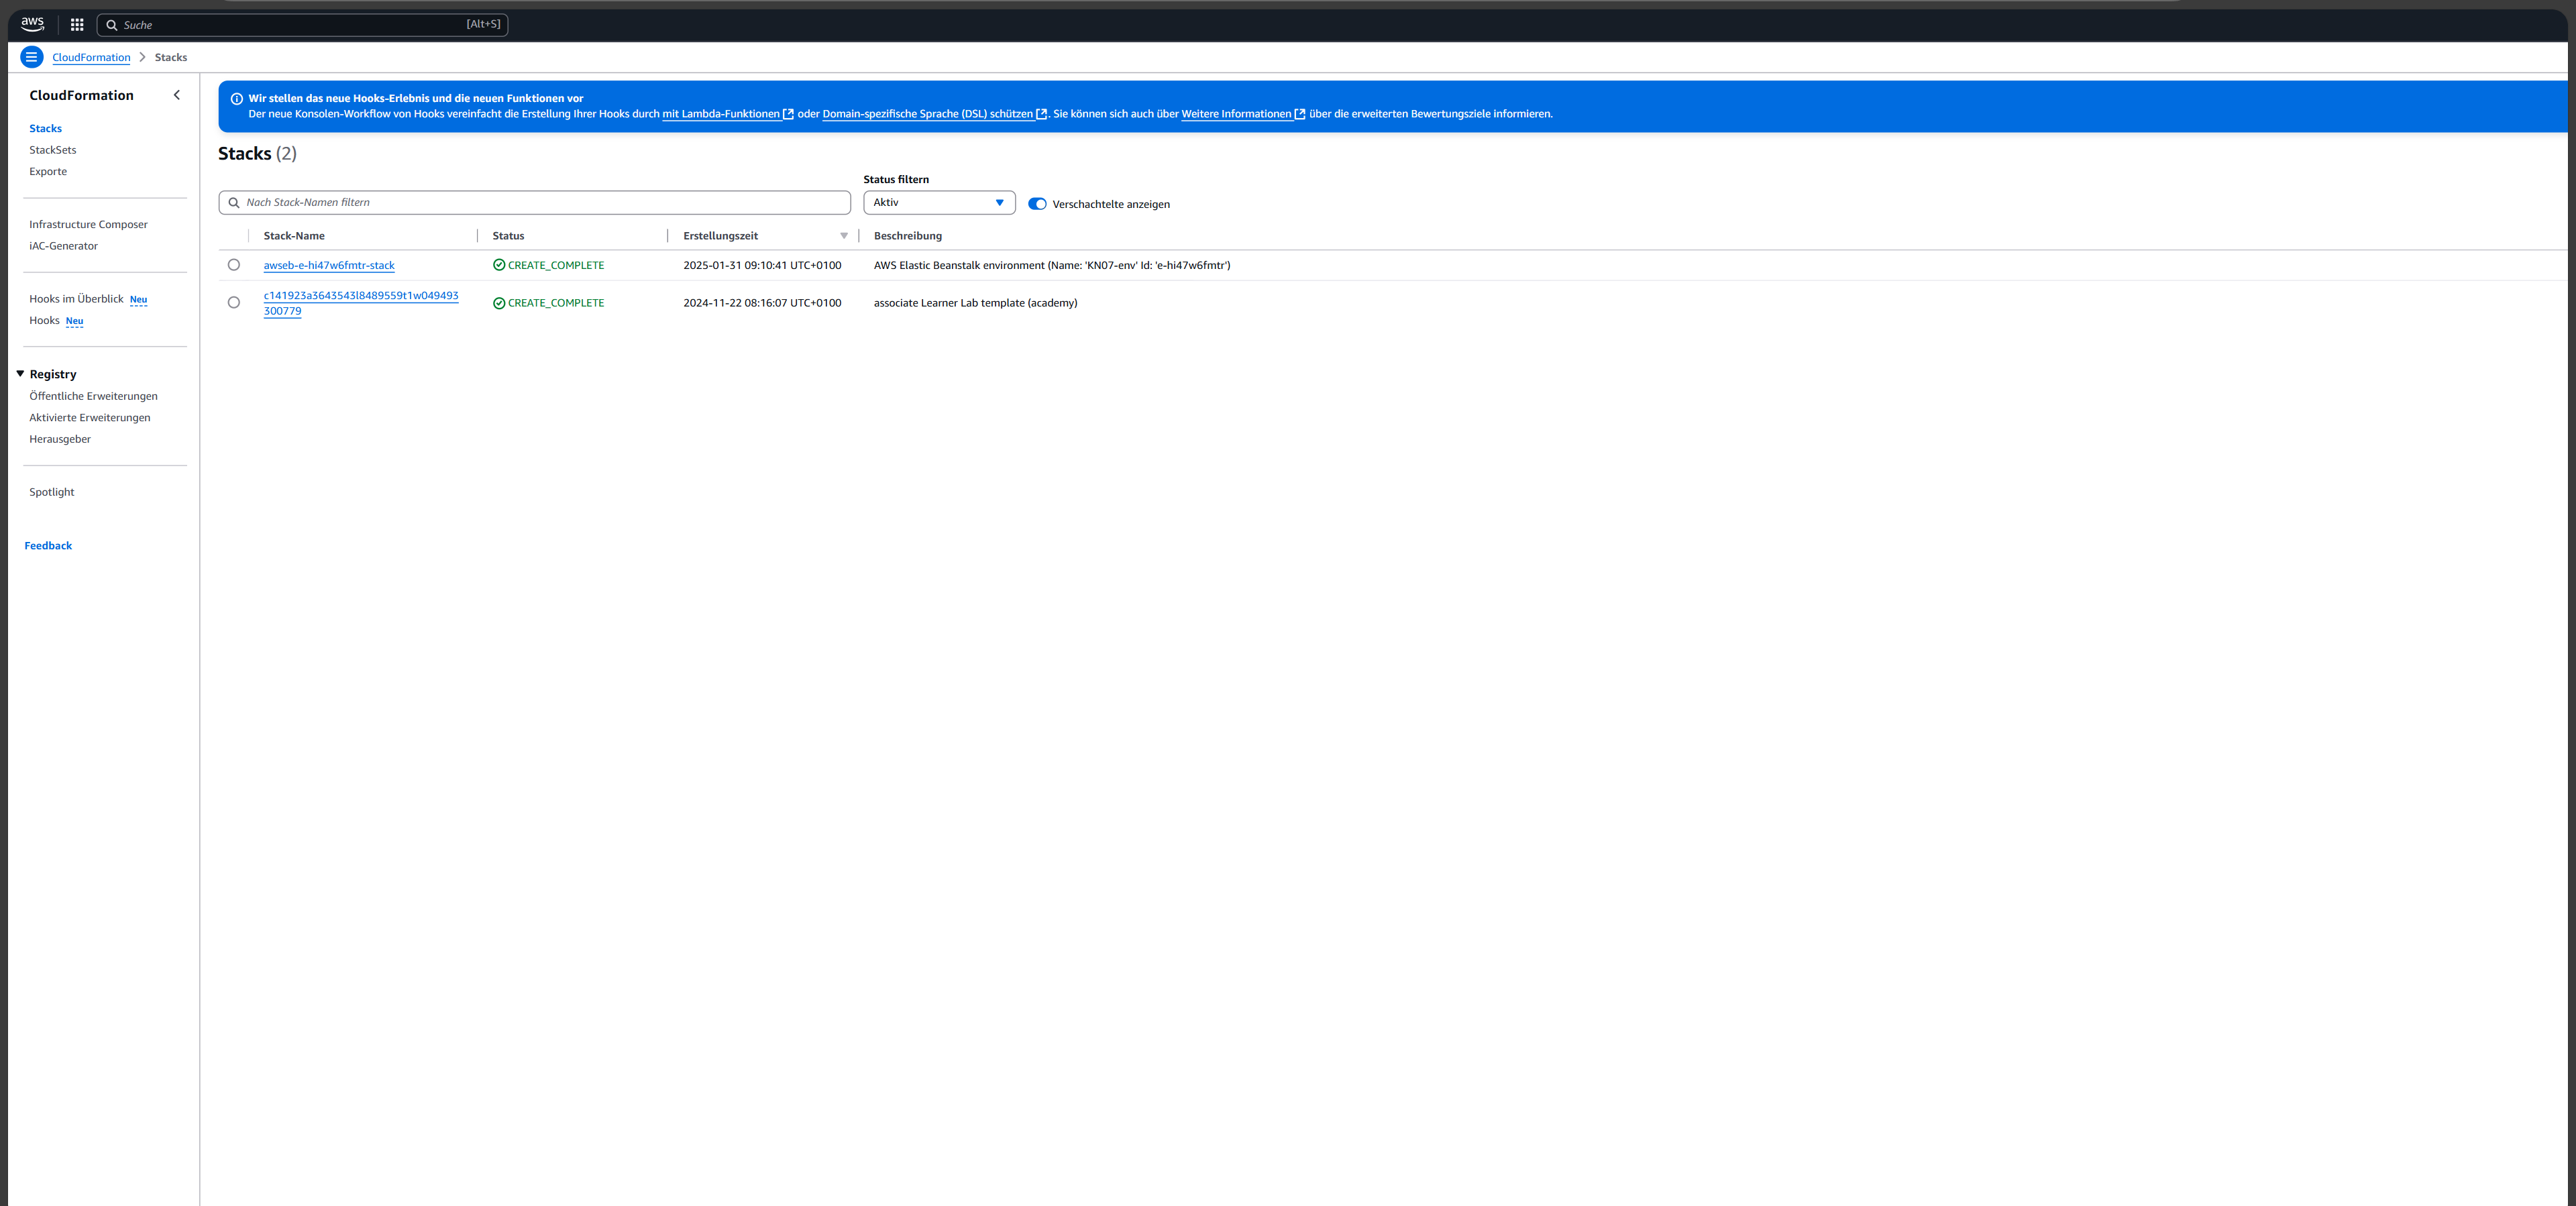 aws
Suche [Alt+S]
CloudFormation > Stacks
CloudFormation
Stacks
StackSets
Exporte
Infrastructure Composer
iAC-Generator
Hooks im Überblick Neu
Hooks Neu
Registry
Öffentliche Erweiterungen
Aktivierte Erweiterungen
Herausgeber
Spotlight
Feedback
Wir stellen das neue Hooks-Erlebnis und die neuen Funktionen vor
Der neue Konsolen-Workflow von Hooks vereinfacht die Erstellung Ihrer Hooks durch mit Lambda-Funktionen oder Domain-spezifische Sprache (DSL) schützen. Sie können sich auch über Weitere Informationen über die erweiterten Bewertungsziele informieren.
Stacks (2)
Status filtern
Nach Stack-Namen filtern Aktiv Verschachtelte anzeigen
Stack-Name Status Erstellungszeit Beschreibung
awseb-e-hi47w6fmtr-stack CREATE_COMPLETE 2025-01-31 09:10:41 UTC+0100 AWS Elastic Beanstalk environment (Name: 'KN07-env' Id: 'e-hi47w6fmtr')
c141923a3643543l8489559t1w049493
300779 CREATE_COMPLETE 2024-11-22 08:16:07 UTC+0100 associate Learner Lab template (academy)